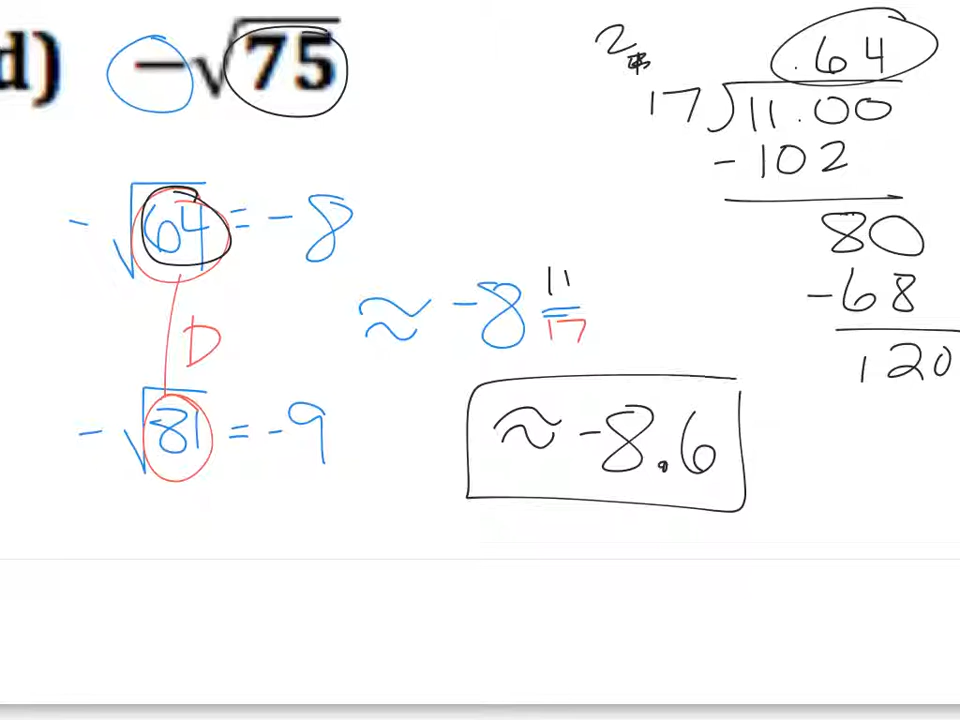 d) -√75
-√64 = -8
D
-√81 = -9
≈ -8 11/17
≈ -8.6
2
.64
17)11.00
-102
80
-68
120